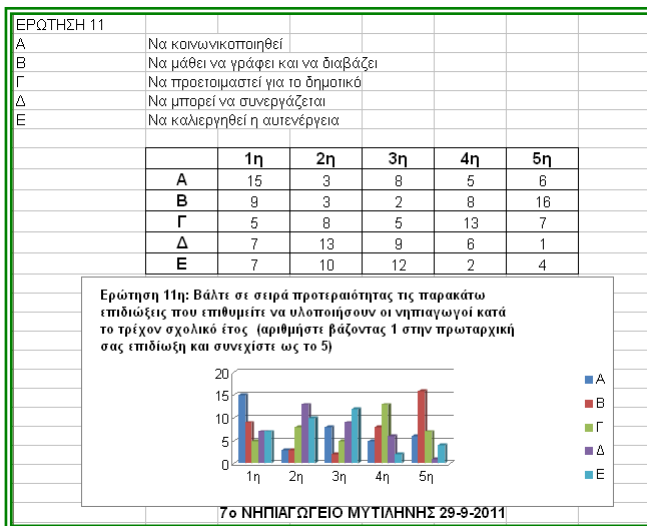 ΕΡΩΤΗΣΗ 11
Α Να κοινωνικοποιηθεί
Β Να μάθει να γράφει και να διαβάζει
Γ Να προετοιμαστεί για το δημοτικό
Δ Να μπορεί να συνεργάζεται
Ε Να καλιεργηθεί η αυτενέργεια
1η 2η 3η 4η 5η
Α 15 3 8 5 6
Β 9 3 2 8 16
Γ 5 8 5 13 7
Δ 7 13 9 6 1
Ε 7 10 12 2 4
Ερώτηση 11η: Βάλτε σε σειρά προτεραιότητας τις παρακάτω
επιδιώξεις που επιθυμείτε να υλοποιήσουν οι νηπιαγωγοί κατά
το τρέχον σχολικό έτος (αριθμήστε βάζοντας 1 στην πρωταρχική
σας επιδίωξη και συνεχίστε ως το 5)
20
15
10
5
0
1η 2η 3η 4η 5η
Α
Β
Γ
Δ
Ε
7ο ΝΗΠΙΑΓΩΓΕΙΟ ΜΥΤΙΛΗΝΗΣ 29-9-2011